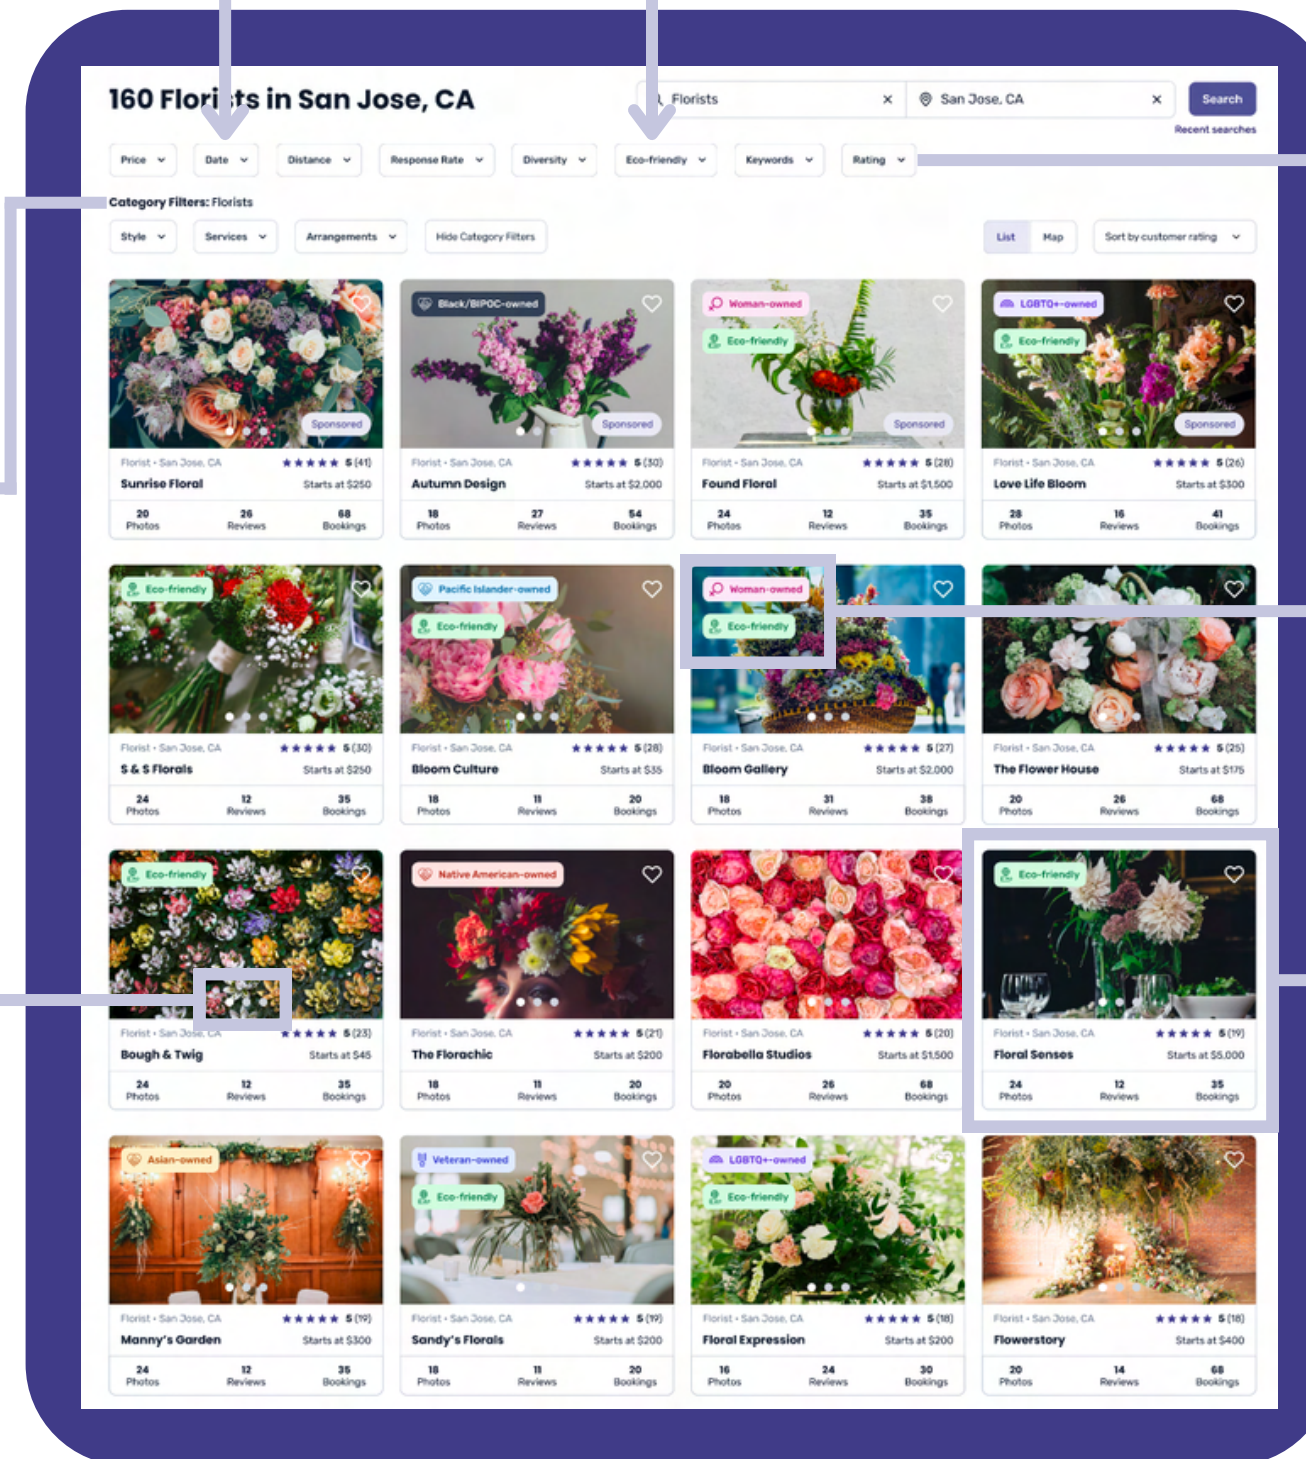 160 Florists in San Jose, CA
Florists × San Jose, CA × Search
Recent searches
Price Date Distance Response Rate Diversity Eco-friendly Keywords Rating
Category Filters: Florists
Style Services Arrangements Hide Category Filters List Map Sort by customer rating
Black/BIPOC-owned Woman-owned LGBTQ+-owned
Eco-friendly Eco-friendly
Sponsored Sponsored Sponsored Sponsored
Florist • San Jose, CA ★★★★★ 5 (41) Florist • San Jose, CA ★★★★★ 5 (30) Florist • San Jose, CA ★★★★★ 5 (28) Florist • San Jose, CA ★★★★★ 5 (26)
Sunrise Floral Starts at $250 Autumn Design Starts at $2,000 Found Floral Starts at $1,500 Love Life Bloom Starts at $300
20 26 68 18 27 54 24 12 35 28 16 41
Photos Reviews Bookings Photos Reviews Bookings Photos Reviews Bookings Photos Reviews Bookings
Eco-friendly Pacific Islander-owned Woman-owned
Eco-friendly Eco-friendly
Florist • San Jose, CA ★★★★★ 5 (30) Florist • San Jose, CA ★★★★★ 5 (28) Florist • San Jose, CA ★★★★★ 5 (27) Florist • San Jose, CA ★★★★★ 5 (25)
S & S Florals Starts at $250 Bloom Culture Starts at $35 Bloom Gallery Starts at $2,000 The Flower House Starts at $175
24 12 35 18 11 20 18 31 38 20 26 68
Photos Reviews Bookings Photos Reviews Bookings Photos Reviews Bookings Photos Reviews Bookings
Eco-friendly Native American-owned Eco-friendly
Florist • San Jose, CA ★★★★★ 5 (23) Florist • San Jose, CA ★★★★★ 5 (21) Florist • San Jose, CA ★★★★★ 5 (20) Florist • San Jose, CA ★★★★★ 5 (19)
Bough & Twig Starts at $45 The Florachic Starts at $200 Florabella Studios Starts at $1,500 Floral Senses Starts at $5,000
24 12 35 18 11 20 20 26 68 24 12 35
Photos Reviews Bookings Photos Reviews Bookings Photos Reviews Bookings Photos Reviews Bookings
Asian-owned Veteran-owned LGBTQ+-owned
Eco-friendly Eco-friendly
Florist • San Jose, CA ★★★★★ 5 (19) Florist • San Jose, CA ★★★★★ 5 (19) Florist • San Jose, CA ★★★★★ 5 (18) Florist • San Jose, CA ★★★★★ 5 (18)
Manny's Garden Starts at $300 Sandy's Florals Starts at $200 Floral Expression Starts at $200 Flowerstory Starts at $400
24 12 35 18 11 20 16 24 30 20 14 68
Photos Reviews Bookings Photos Reviews Bookings Photos Reviews Bookings Photos Reviews Bookings